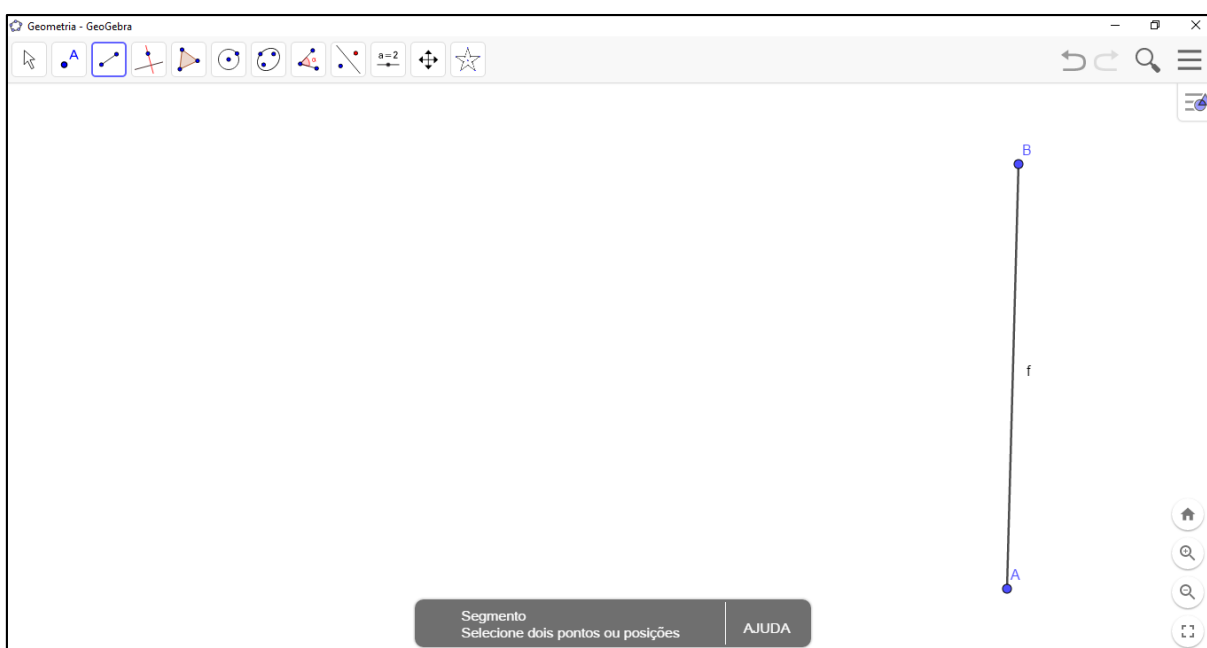 Geometria - GeoGebra
A
a=2
B
f
A
Segmento
Selecione dois pontos ou posições
AJUDA